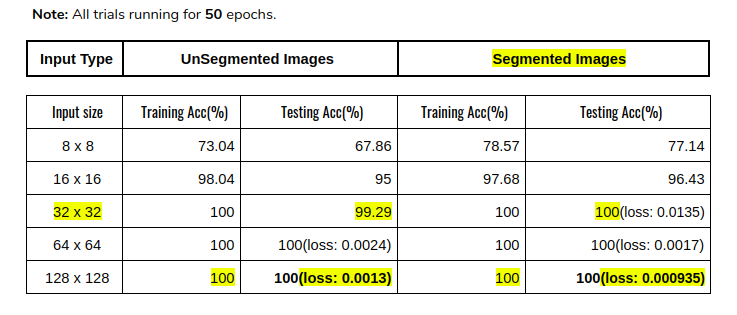 Note: All trials running for 50 epochs.
Input Type UnSegmented Images Segmented Images
Input size Training Acc(%) Testing Acc(%) Training Acc(%) Testing Acc(%)
8 x 8 73.04 67.86 78.57 77.14
16 x 16 98.04 95 97.68 96.43
32 x 32 100 99.29 100 100(loss: 0.0135)
64 x 64 100 100(loss: 0.0024) 100 100(loss: 0.0017)
128 x 128 100 100(loss: 0.0013) 100 100(loss: 0.000935)